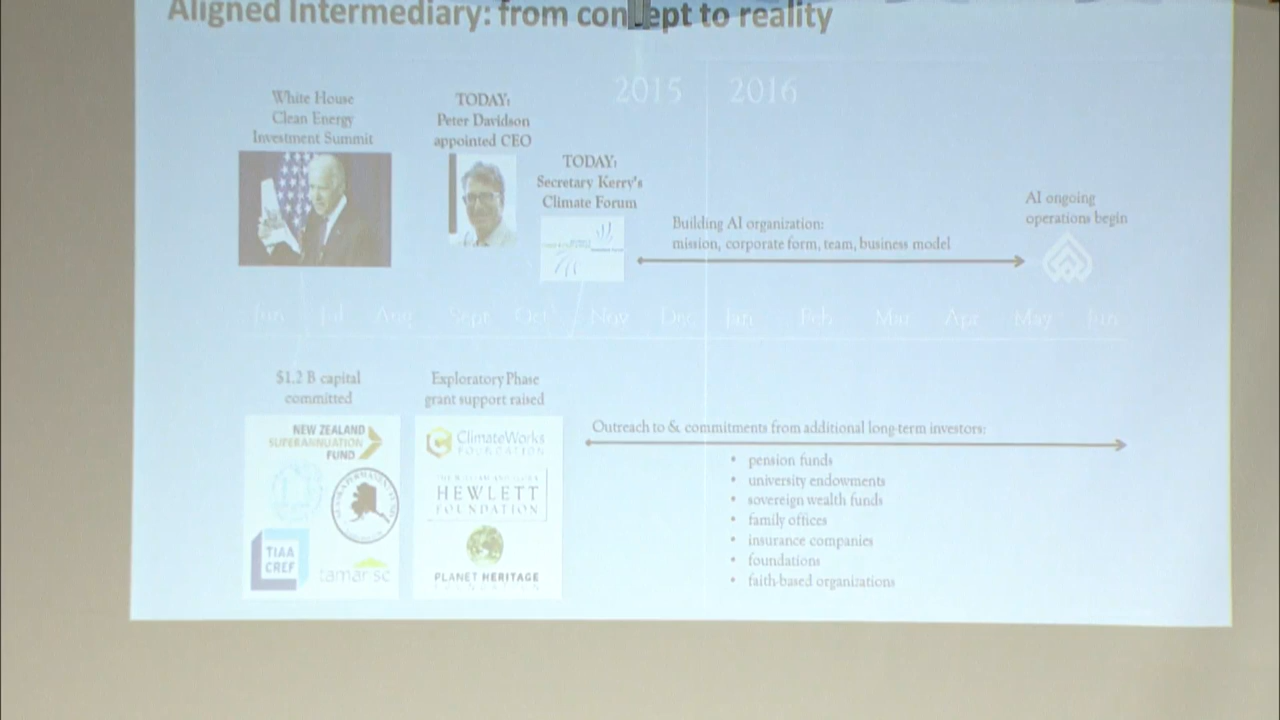 Aligned Intermediary: from concept to reality
2015
2016
White House
Clean Energy
Investment Summit
TODAY:
Peter Davidson
appointed CEO
TODAY:
Secretary Kerry's
Climate Forum
Building AI organization:
mission, corporate form, team, business model
AI ongoing
operations begin
Jun Jul Aug Sept Oct Nov Dec Jan Feb Mar Apr May Jun
$1.2 B capital
committed
NEW ZEALAND
SUPERANNUATION
FUND
TIAA
CREF
tamarisc
Exploratory Phase
grant support raised
ClimateWorks
FOUNDATION
HEWLETT
FOUNDATION
PLANET HERITAGE
FOUNDATION
Outreach to & commitments from additional long-term investors:
• pension funds
• university endowments
• sovereign wealth funds
• family offices
• insurance companies
• foundations
• faith-based organizations